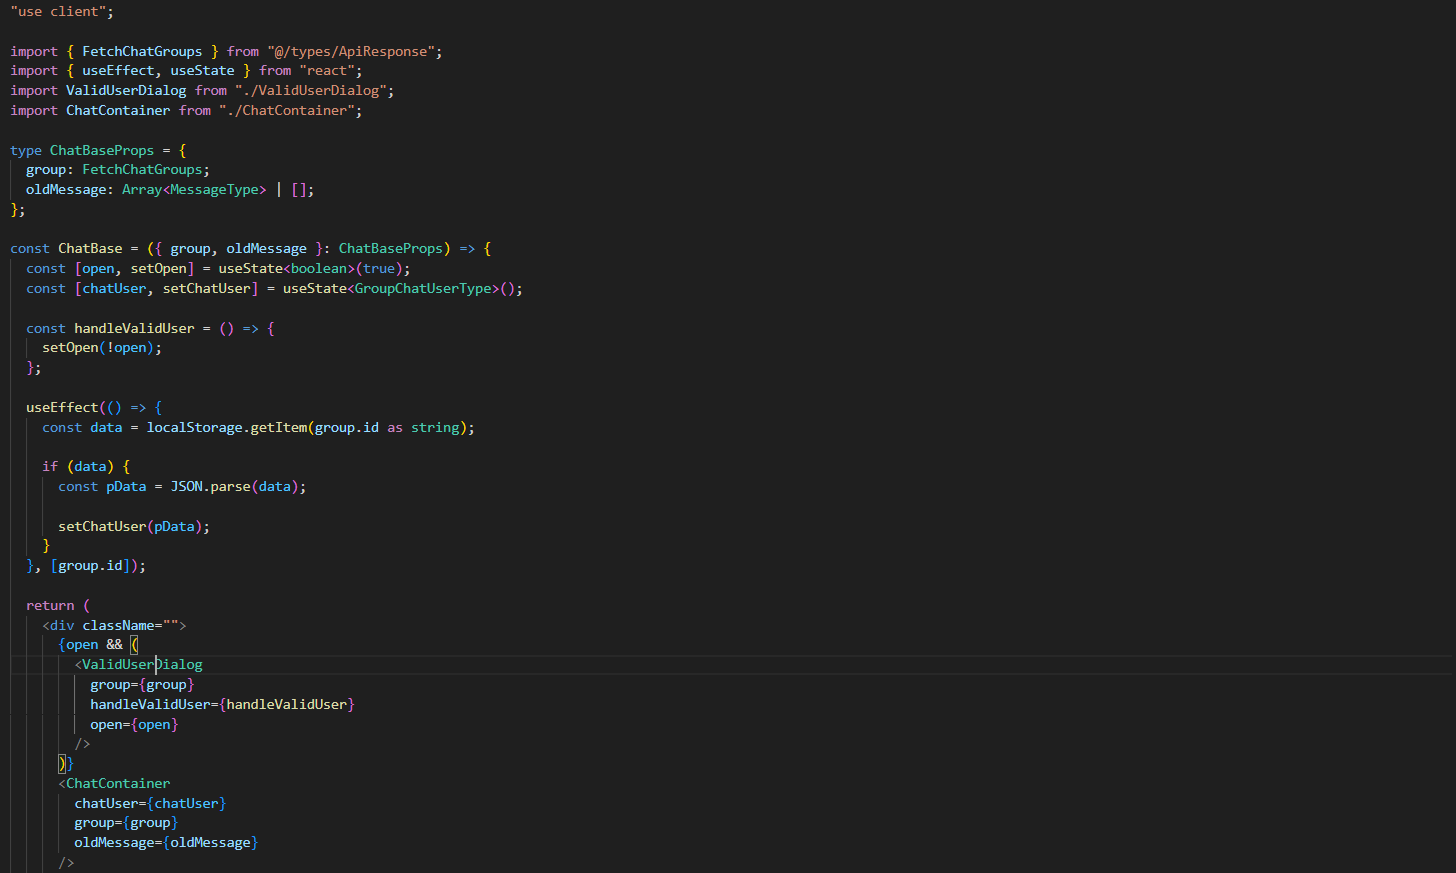 "use client";
import { FetchChatGroups } from "@/types/ApiResponse";
import { useEffect, useState } from "react";
import ValidUserDialog from "./ValidUserDialog";
import ChatContainer from "./ChatContainer";
type ChatBaseProps = {
group: FetchChatGroups;
oldMessage: Array<MessageType> | [];
};
const ChatBase = ({ group, oldMessage }: ChatBaseProps) => {
const [open, setOpen] = useState<boolean>(true);
const [chatUser, setChatUser] = useState<GroupChatUserType>();
const handleValidUser = () => {
setOpen(!open);
};
useEffect(() => {
const data = localStorage.getItem(group.id as string);
if (data) {
const pData = JSON.parse(data);
setChatUser(pData);
}
}, [group.id]);
return (
<div className="">
{open && (
<ValidUserDialog
group={group}
handleValidUser={handleValidUser}
open={open}
/>
)}
<ChatContainer
chatUser={chatUser}
group={group}
oldMessage={oldMessage}
/>